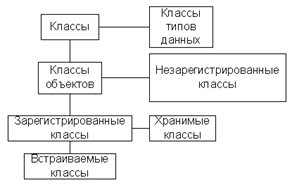 Классы
Классы
типов
данных
Классы
объектов
Незарегистрированные
классы
Зарегистрированные
классы
Хранимые
классы
Встраиваемые
классы